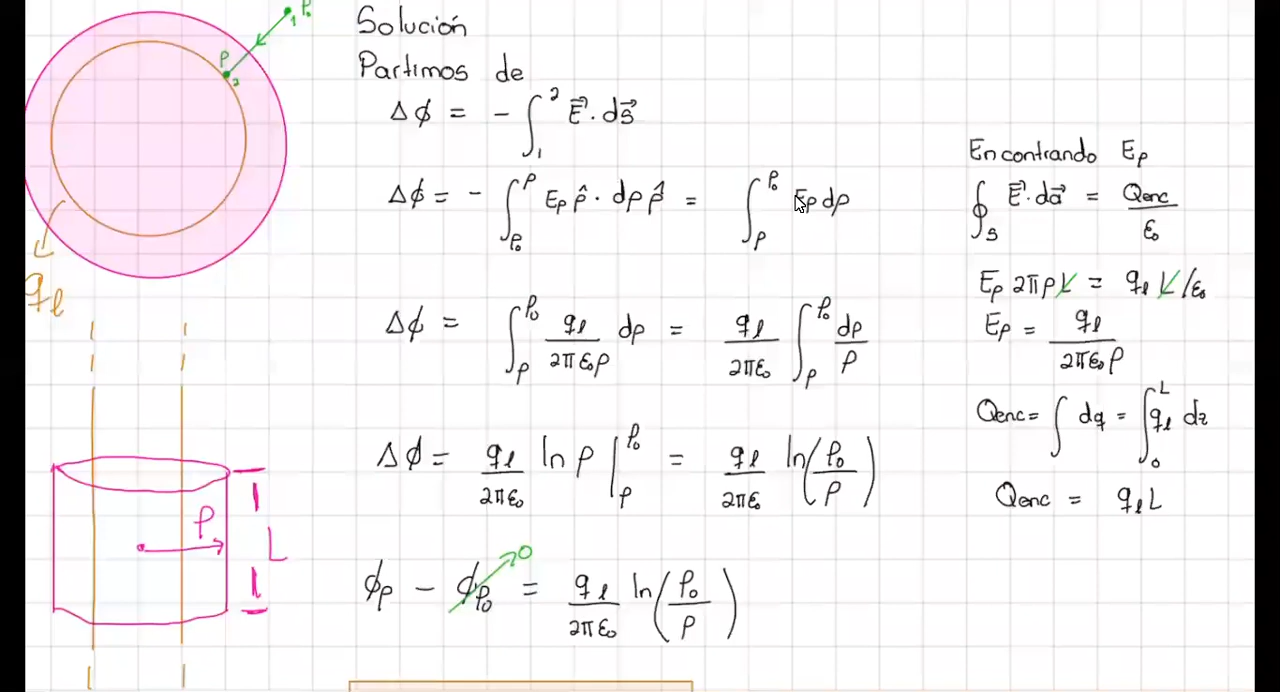 1 ρ₀
ρ
2
qℓ
ρ
L
Solución
Partimos de
Δϕ = - ∫₁² E⃗ · ds⃗
Δϕ = - ∫_{ρ₀}^{ρ} Eρ ρ̂ · dρ ρ̂ = ∫_{ρ}^{ρ₀} Eρ dρ
Δϕ = ∫_{ρ}^{ρ₀} qℓ/2πε₀ρ dρ = qℓ/2πε₀ ∫_{ρ}^{ρ₀} dρ/ρ
Δϕ = qℓ/2πε₀ ln ρ |_{ρ}^{ρ₀} = qℓ/2πε₀ ln(ρ₀/ρ)
ϕρ - ϕρ₀ 0 = qℓ/2πε₀ ln(ρ₀/ρ)
Encontrando Eρ
∮_S E⃗ · da⃗ = Qenc/ε₀
Eρ 2πρL = qℓ L/ε₀
Eρ = qℓ/2πε₀ρ
Qenc = ∫ dq = ∫₀ᴸ qℓ dz
Qenc = qℓ L